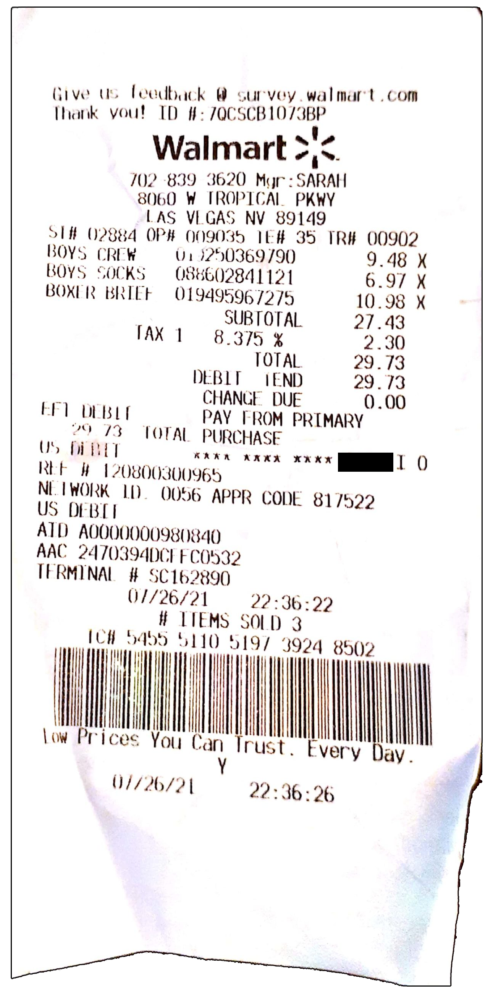 Give us feedback @ survey.walmart.com
Thank you! ID #:7QCSCB1073BP
Walmart
702-839-3620 Mgr:SARAH
8060 W TROPICAL PKWY
LAS VEGAS NV 89149
ST# 02884 OP# 009035 TE# 35 TR# 00902
BOYS CREW 9.48 X
BOYS SOCKS 088602841121 6.97 X
BOXER BRIEF 019495967275 10.98 X
SUBTOTAL 27.43
TAX 1 8.375 % 2.30
TOTAL 29.73
DEBIT TEND 29.73
CHANGE DUE 0.00
EFT DEBIT PAY FROM PRIMARY
29.73 TOTAL PURCHASE
US DEBIT **** **** **** I 0
REF # 120800300965
NETWORK ID. 0056 APPR CODE 817522
US DEBIT
AID A0000000980840
AAC 2470394DCFFC0532
TERMINAL # SC162890
07/26/21 22:36:22
# ITEMS SOLD 3
TC# 5455 5110 5197 3924 8502
Low Prices You Can Trust. Every Day.
Y
07/26/21 22:36:26